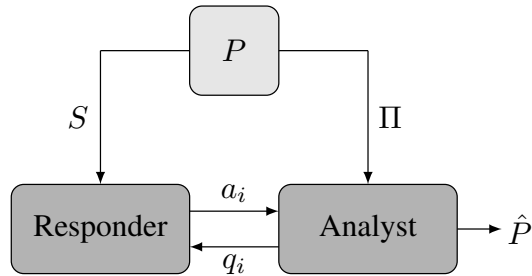 P
S
Π
Responder
a_i
q_i
Analyst
P̂